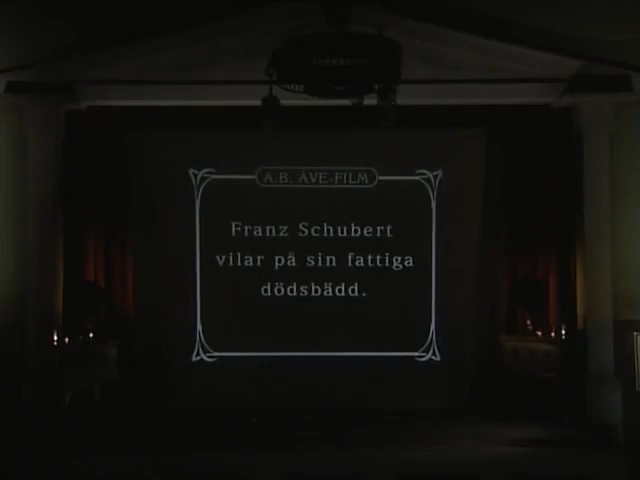 A.B. ÅVE-FILM
Franz Schubert
vilar på sin fattiga
dödsbädd.